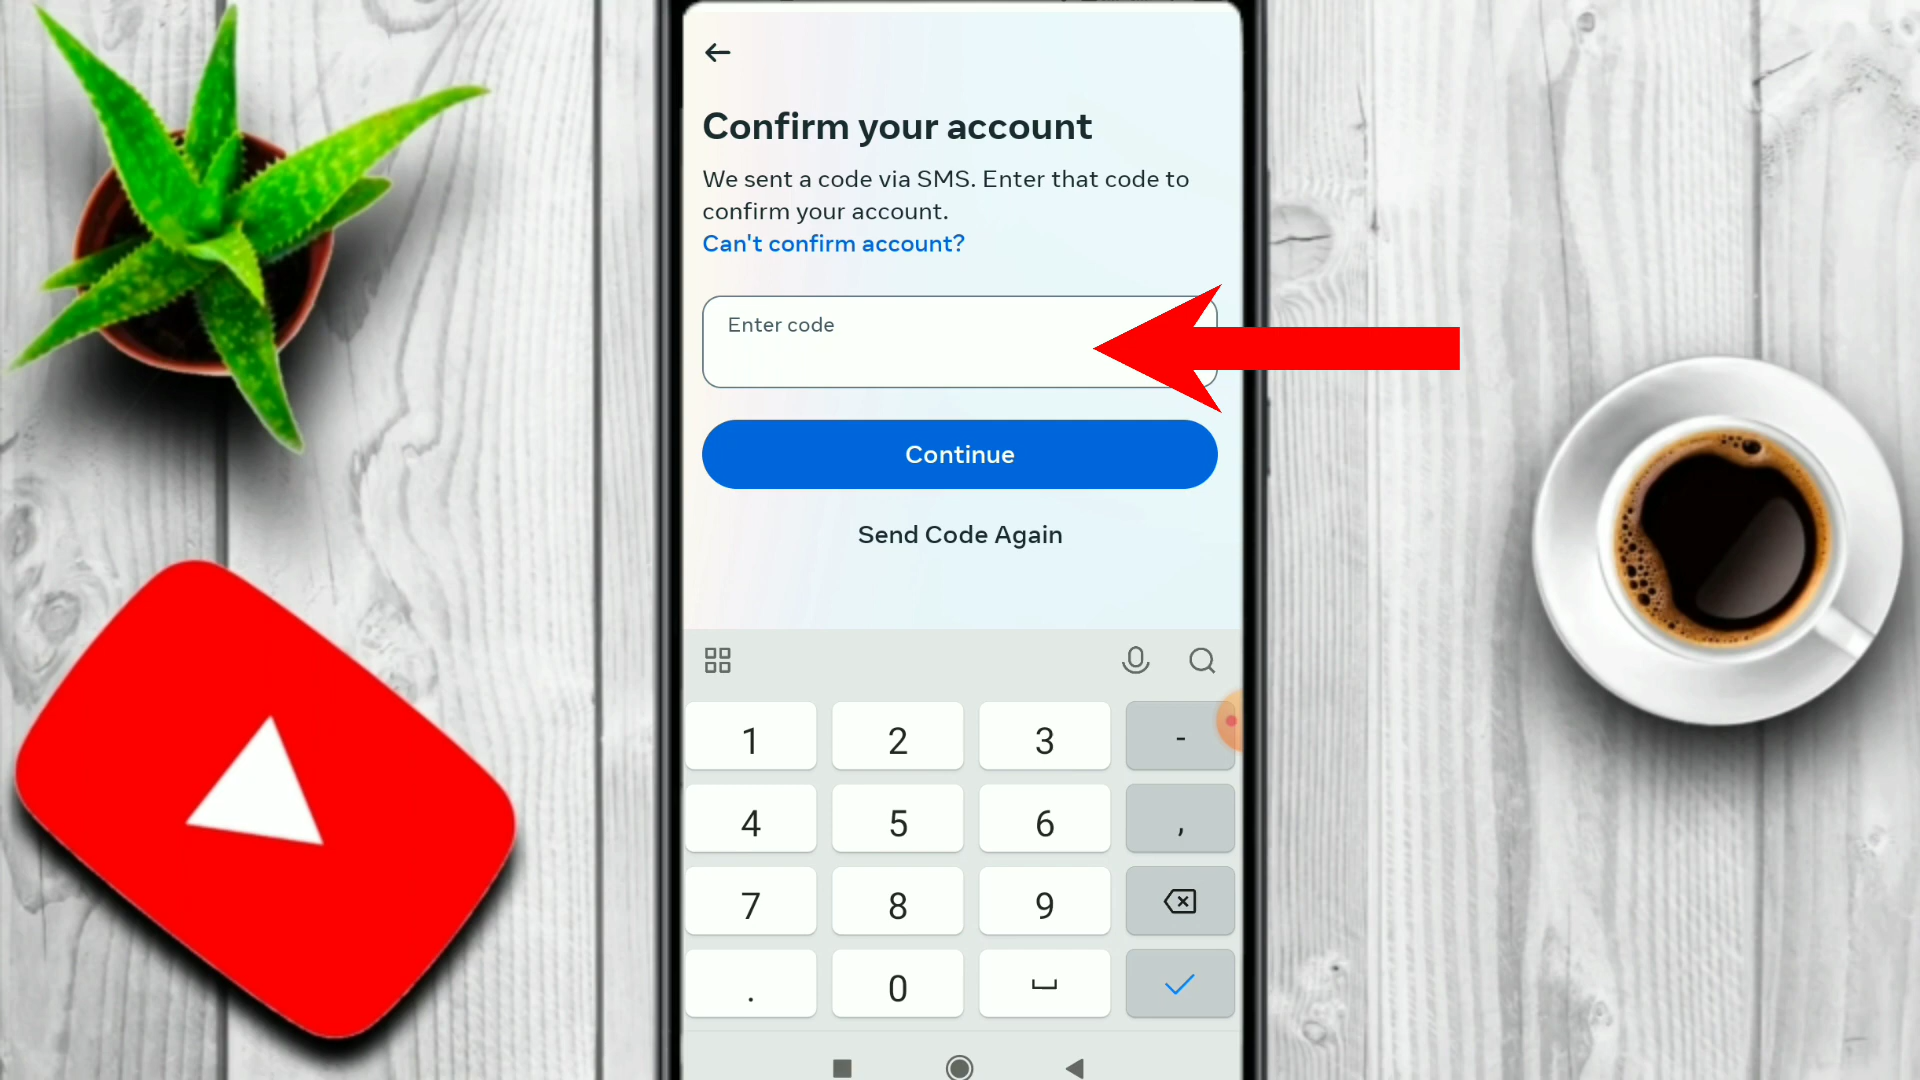 Confirm your account
We sent a code via SMS. Enter that code to
confirm your account.
Can't confirm account?
Enter code
Continue
Send Code Again
1 2 3 -
4 5 6 ,
7 8 9
. 0